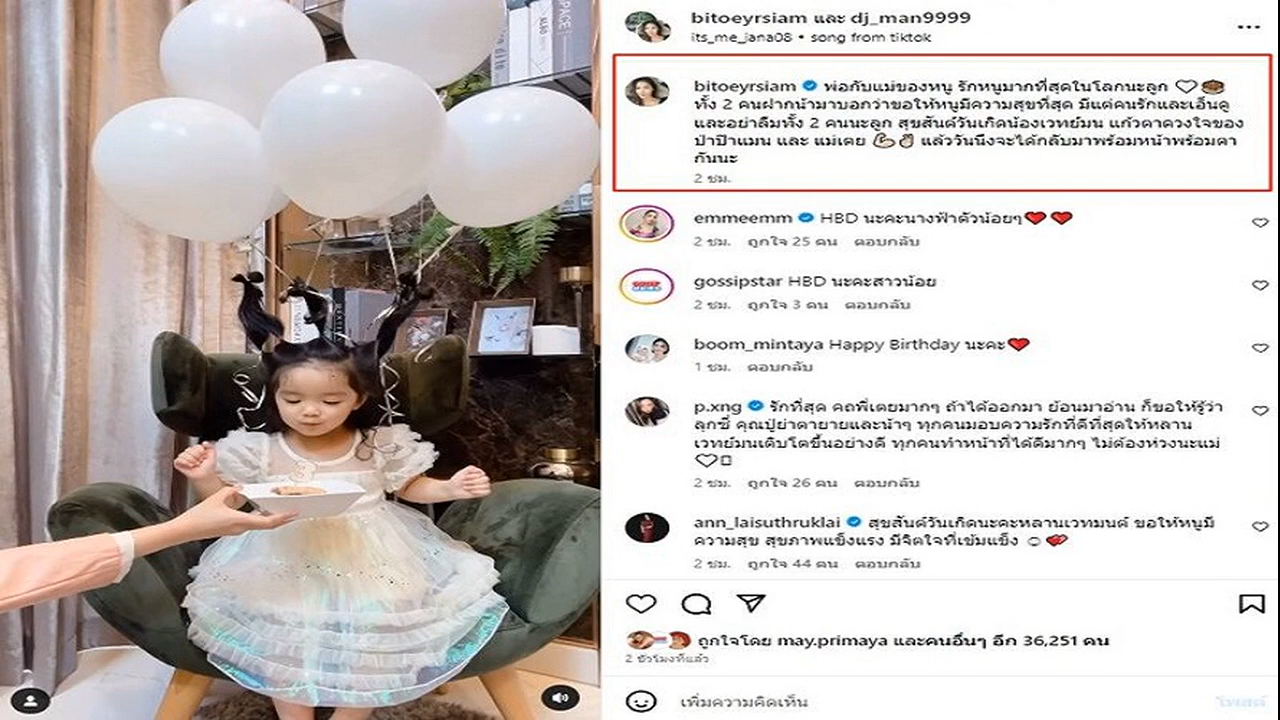 bitoeyrsiam และ dj_man9999
its_me_jana08 • song from tiktok
bitoeyrsiam พ่อกับแม่ของหนู รักหนูมากที่สุดในโลกนะลูก
ทั้ง 2 คนฝากน้ามาบอกว่าขอให้หนูมีความสุขที่สุด มีแต่คนรักและเอ็นดู
และอย่าลืมทั้ง 2 คนนะลูก สุขสันต์วันเกิดน้องเวทย์มน แก้วตาดวงใจของ
ป่าป๊าแมน และ แม่เตย 💪✌🏻 แล้ววันนึงจะได้กลับมาพร้อมหน้าพร้อมตา
กันนะ
2 ชม.
emmeemm HBD นะคะนางฟ้าตัวน้อยๆ❤️❤️
2 ชม. ถูกใจ 25 คน ตอบกลับ
gossipstar HBD นะคะสาวน้อย
2 ชม. ถูกใจ 3 คน ตอบกลับ
boom_mintaya Happy Birthday นะคะ❤️
1 ชม. ตอบกลับ
p.xng รักที่สุด คถพี่เตยมากๆ ถ้าได้ออกมา ย้อนมาอ่าน ก็ขอให้รู้ว่า
ลุกซี่ คุณปู่ย่าตายายและน้าๆ ทุกคนมอบความรักที่ดีที่สุดให้หลาน
เวทย์มนเติบโตขึ้นอย่างดี ทุกคนทำหน้าที่ได้ดีมากๆ ไม่ต้องห่วงนะแม่
2 ชม. ถูกใจ 26 คน ตอบกลับ
ann_laisuthruklai สุขสันต์วันเกิดนะคะหลานเวทมนต์ ขอให้หนูมี
ความสุข สุขภาพแข็งแรง มีจิตใจที่เข้มแข็ง
2 ชม. ถูกใจ 44 คน ตอบกลับ
ถูกใจโดย may.primaya และคนอื่นๆ อีก 36,251 คน
2 ชั่วโมงที่แล้ว
เพิ่มความคิดเห็น
โพสต์
3